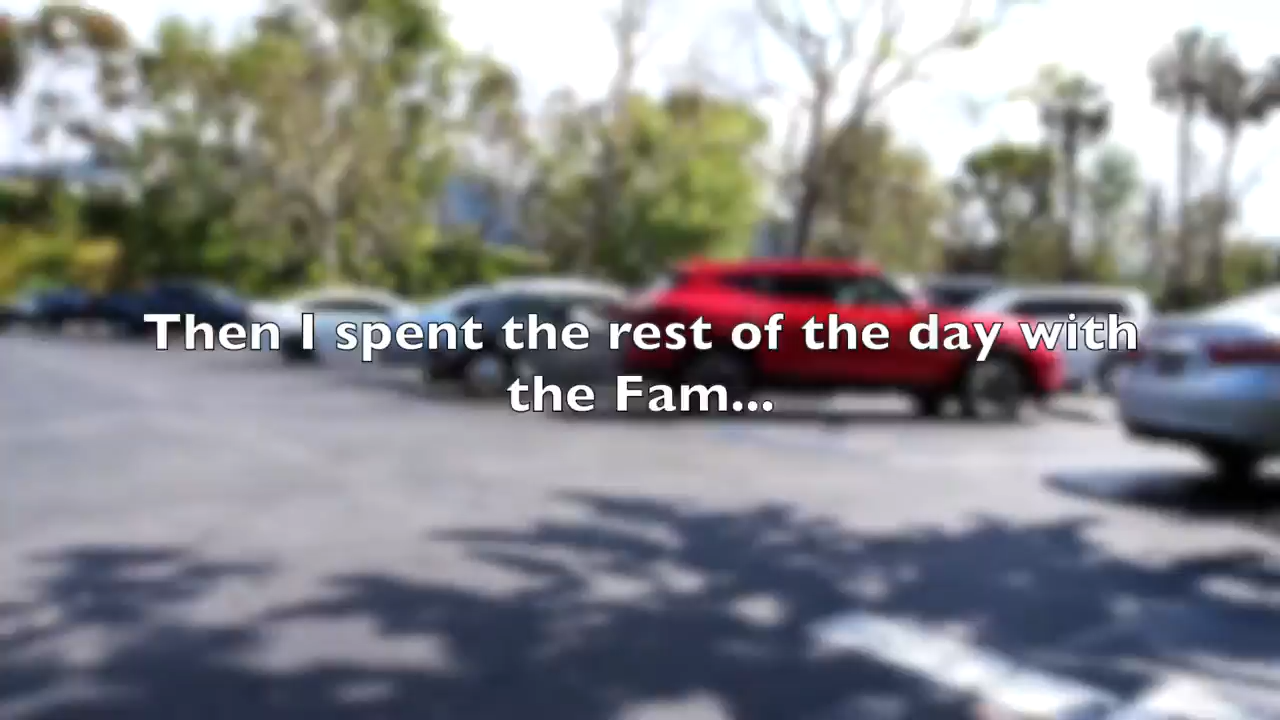 Then I spent the rest of the day with
the Fam...